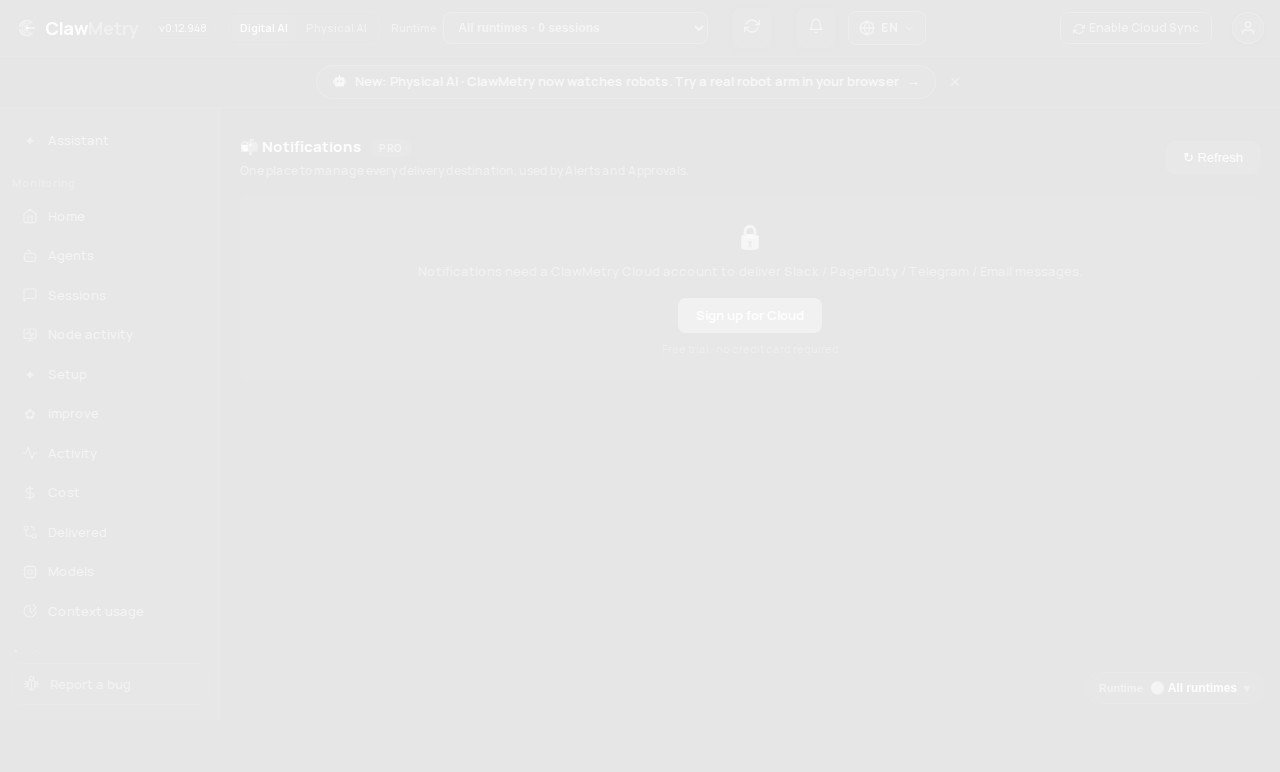 ClawMetry v0.12.948 Digital AI Physical AI Runtime All runtimes - 0 sessions EN Enable Cloud Sync
New: Physical AI · ClawMetry now watches robots. Try a real robot arm in your browser → ×
Assistant
Monitoring
Home
Agents
Sessions
Node activity
Setup
Improve
Activity
Cost
Delivered
Models
Context usage
Report a bug
Notifications PRO
↻ Refresh
One place to manage every delivery destination, used by Alerts and Approvals.
Notifications need a ClawMetry Cloud account to deliver Slack / PagerDuty / Telegram / Email messages.
Sign up for Cloud
Runtime All runtimes ▾